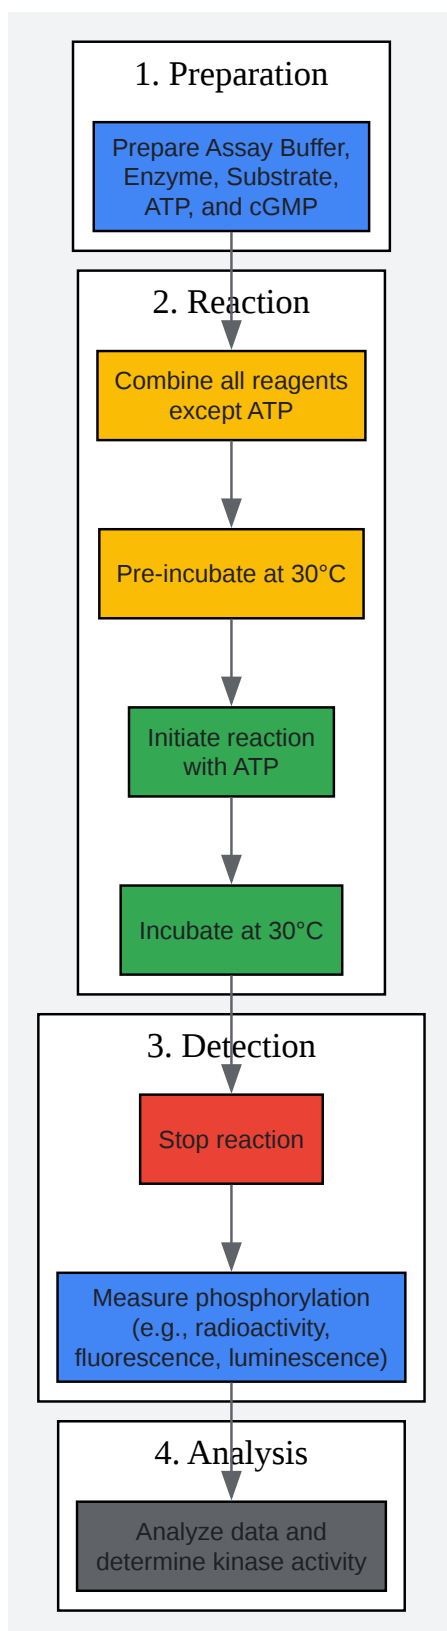 1. Preparation
Prepare Assay Buffer,
Enzyme, Substrate,
ATP, and cGMP
2. Reaction
Combine all reagents
except ATP
Pre-incubate at 30°C
Initiate reaction
with ATP
Incubate at 30°C
3. Detection
Stop reaction
Measure phosphorylation
(e.g., radioactivity,
fluorescence, luminescence)
4. Analysis
Analyze data and
determine kinase activity